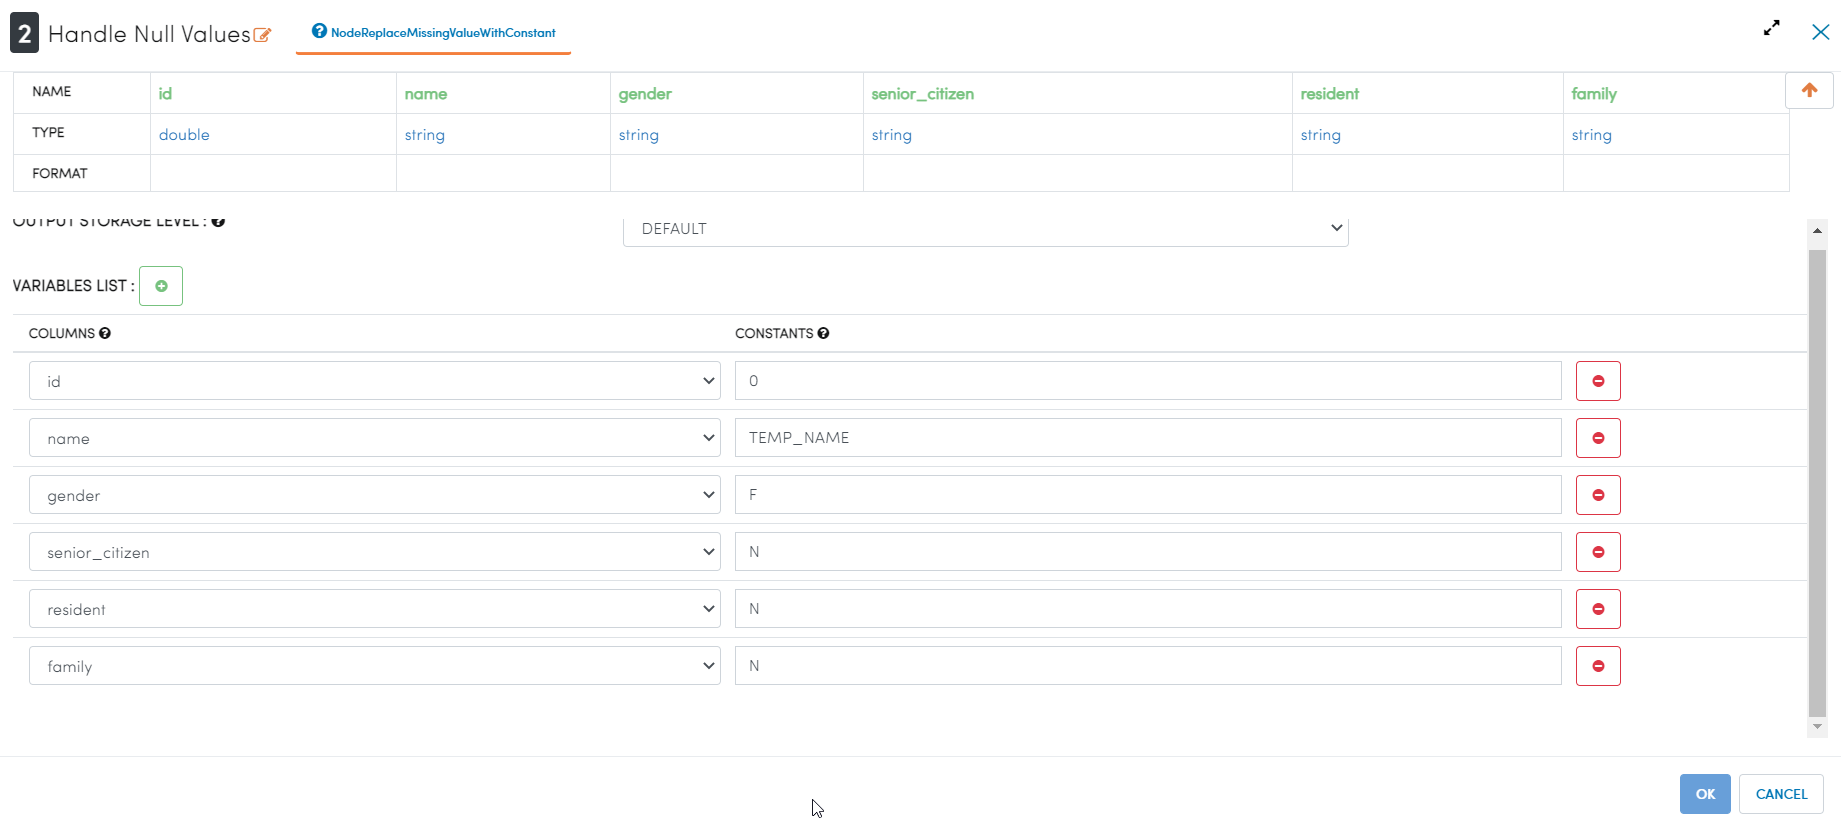 2 Handle Null Values NodeReplaceMissingValueWithConstant
NAME id name gender senior_citizen resident family
TYPE double string string string string string
FORMAT
OUTPUT STORAGE LEVEL : DEFAULT
VARIABLES LIST :
COLUMNS CONSTANTS
id 0
name TEMP_NAME
gender F
senior_citizen N
resident N
family N
OK CANCEL